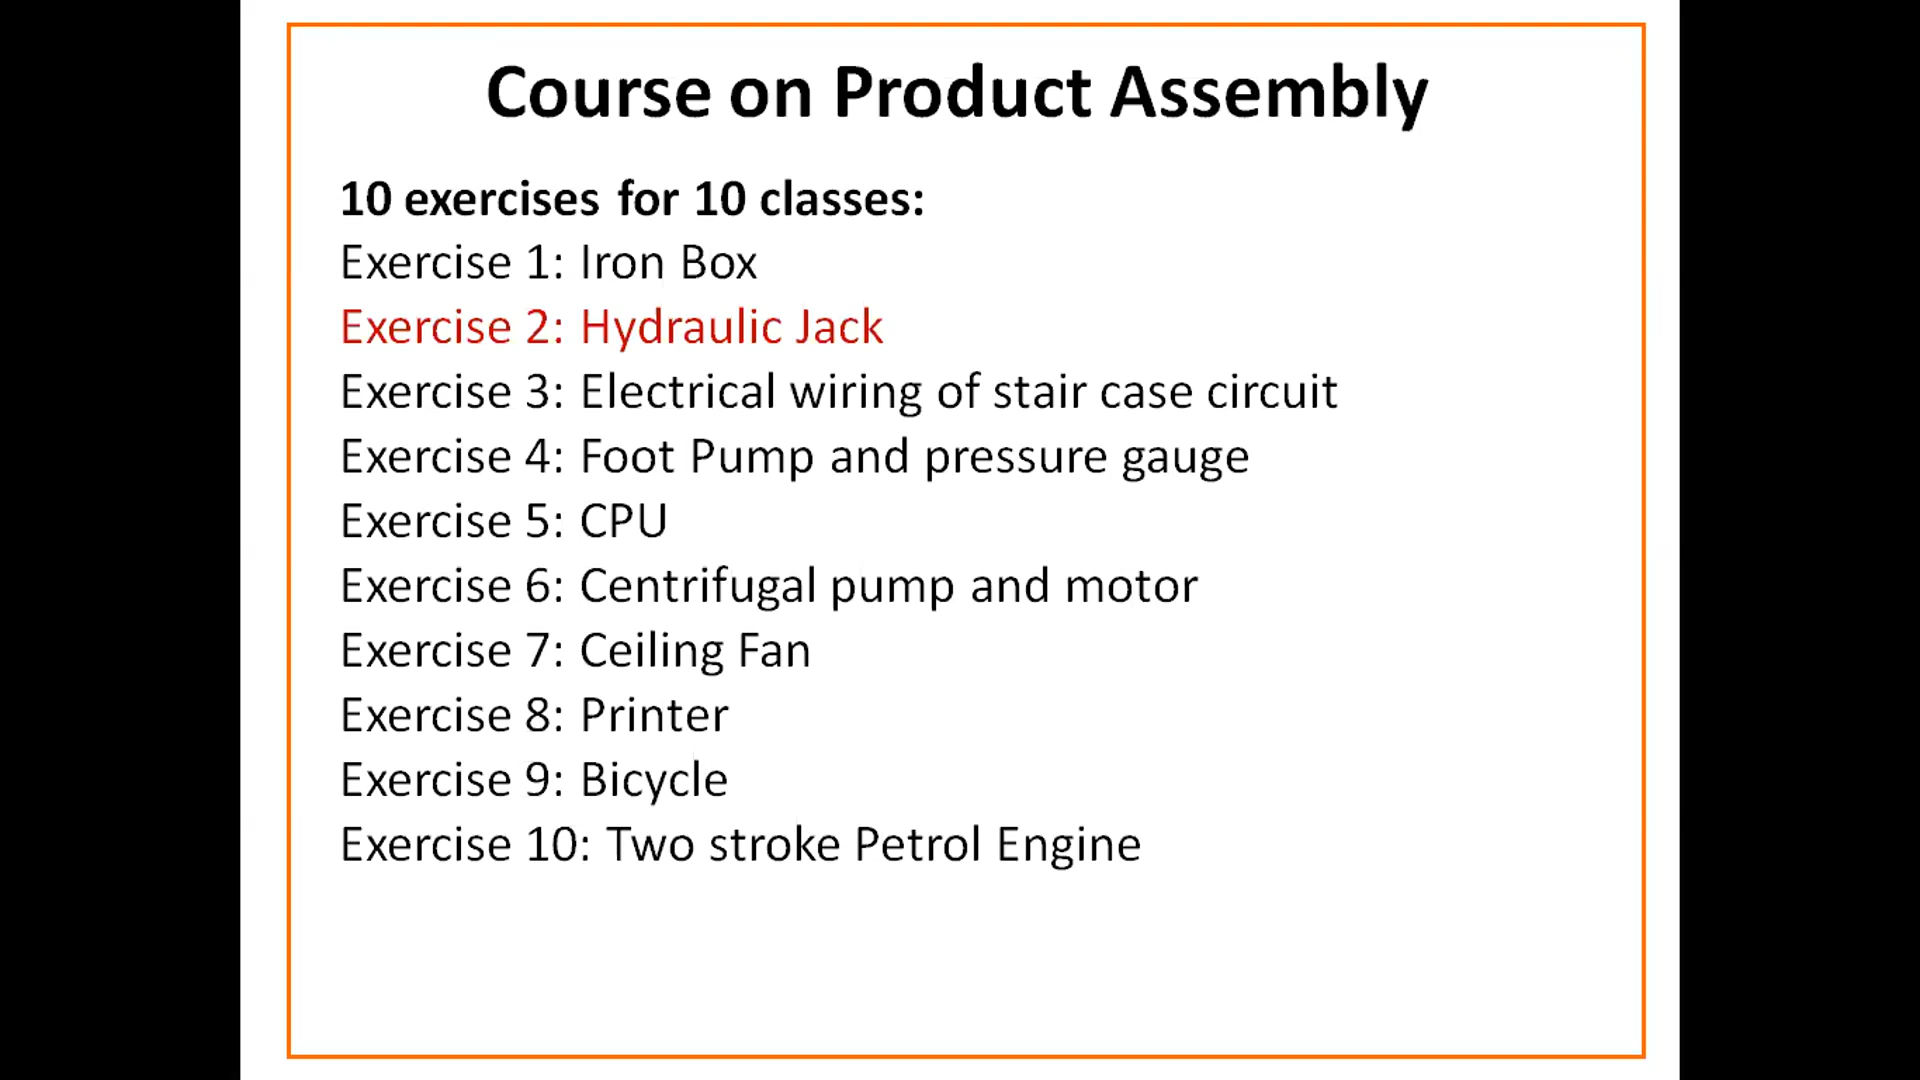 Course on Product Assembly
10 exercises for 10 classes:
Exercise 1: Iron Box
Exercise 2: Hydraulic Jack
Exercise 3: Electrical wiring of stair case circuit
Exercise 4: Foot Pump and pressure gauge
Exercise 5: CPU
Exercise 6: Centrifugal pump and motor
Exercise 7: Ceiling Fan
Exercise 8: Printer
Exercise 9: Bicycle
Exercise 10: Two stroke Petrol Engine